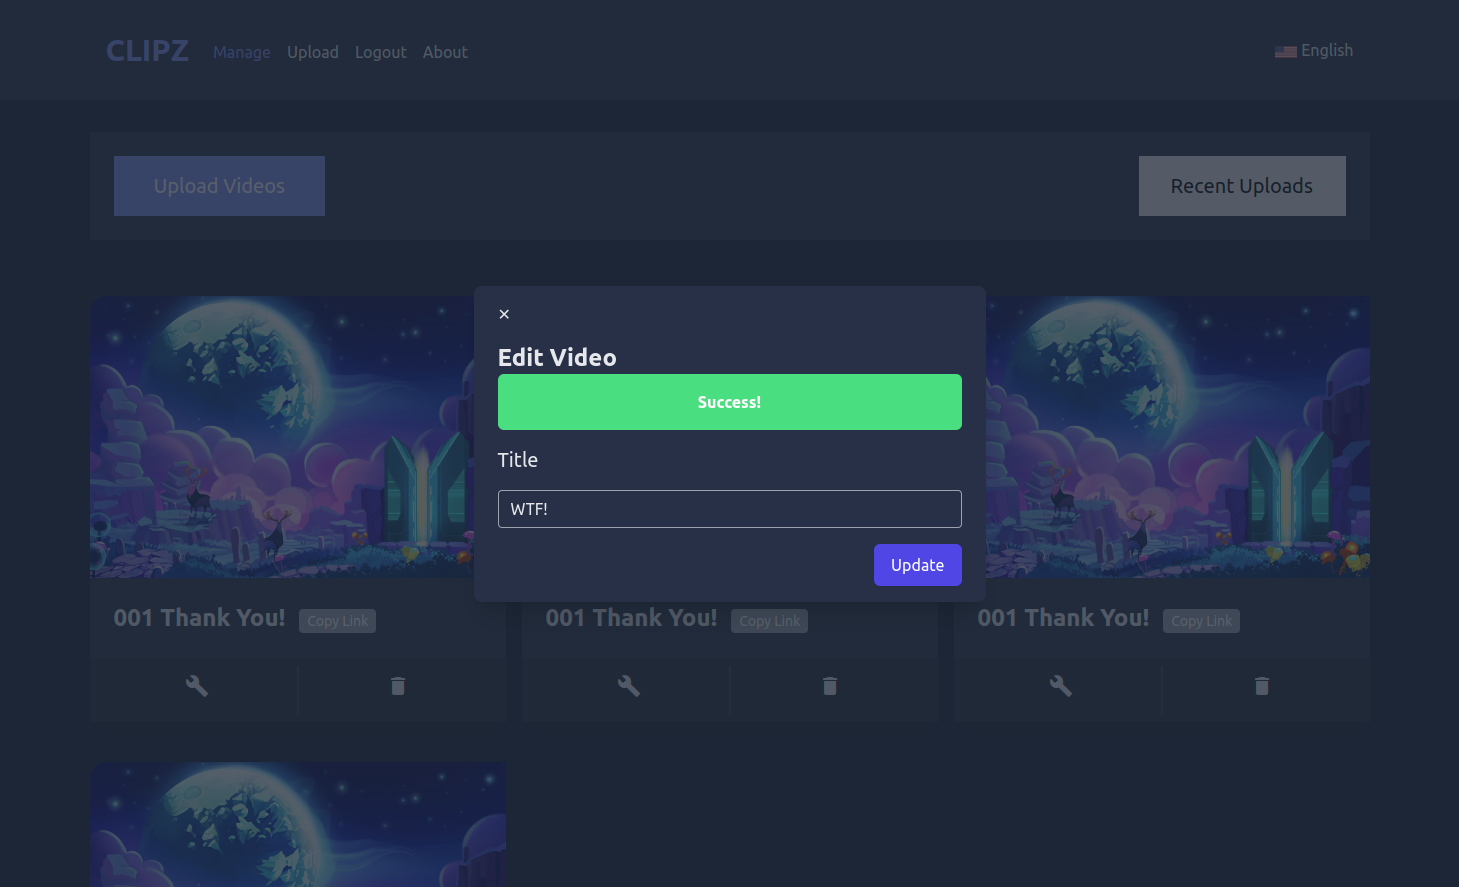 CLIPZ Manage Upload Logout About English
Upload Videos Recent Uploads
×
Edit Video
Success!
Title
WTF!
Update
001 Thank You! Copy Link
001 Thank You! Copy Link
001 Thank You! Copy Link